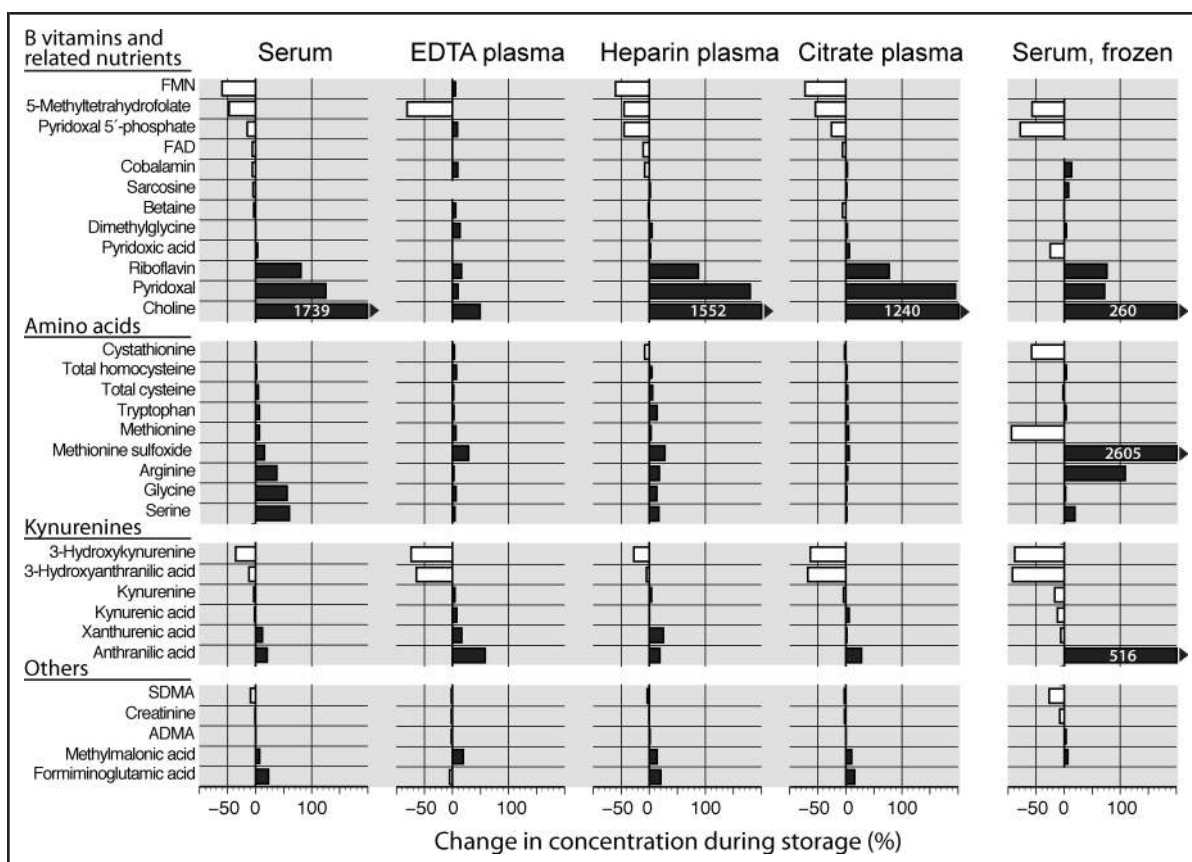 B vitamins and
related nutrients
Serum
EDTA plasma
Heparin plasma
Citrate plasma
Serum, frozen
FMN
5-Methyltetrahydrofolate
Pyridoxal 5´-phosphate
FAD
Cobalamin
Sarcosine
Betaine
Dimethylglycine
Pyridoxic acid
Riboflavin
Pyridoxal
Choline 1739 1552 1240 260
Amino acids
Cystathionine
Total homocysteine
Total cysteine
Tryptophan
Methionine
Methionine sulfoxide 2605
Arginine
Glycine
Serine
Kynurenines
3-Hydroxykynurenine
3-Hydroxyanthranilic acid
Kynurenine
Kynurenic acid
Xanthurenic acid
Anthranilic acid 516
Others
SDMA
Creatinine
ADMA
Methylmalonic acid
Formiminoglutamic acid
-50 0 100 -50 0 100 -50 0 100 -50 0 100 -50 0 100
Change in concentration during storage (%)